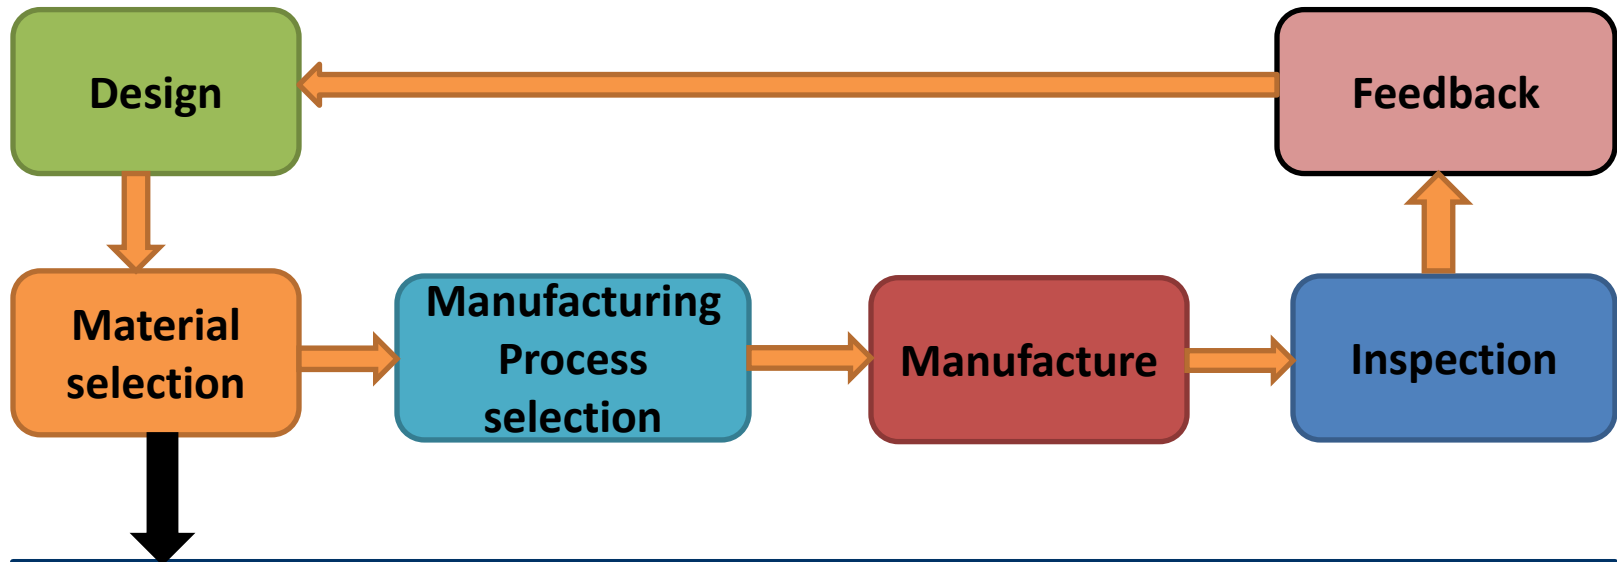 Design
Feedback
Material
selection
Manufacturing
Process
selection
Manufacture
Inspection